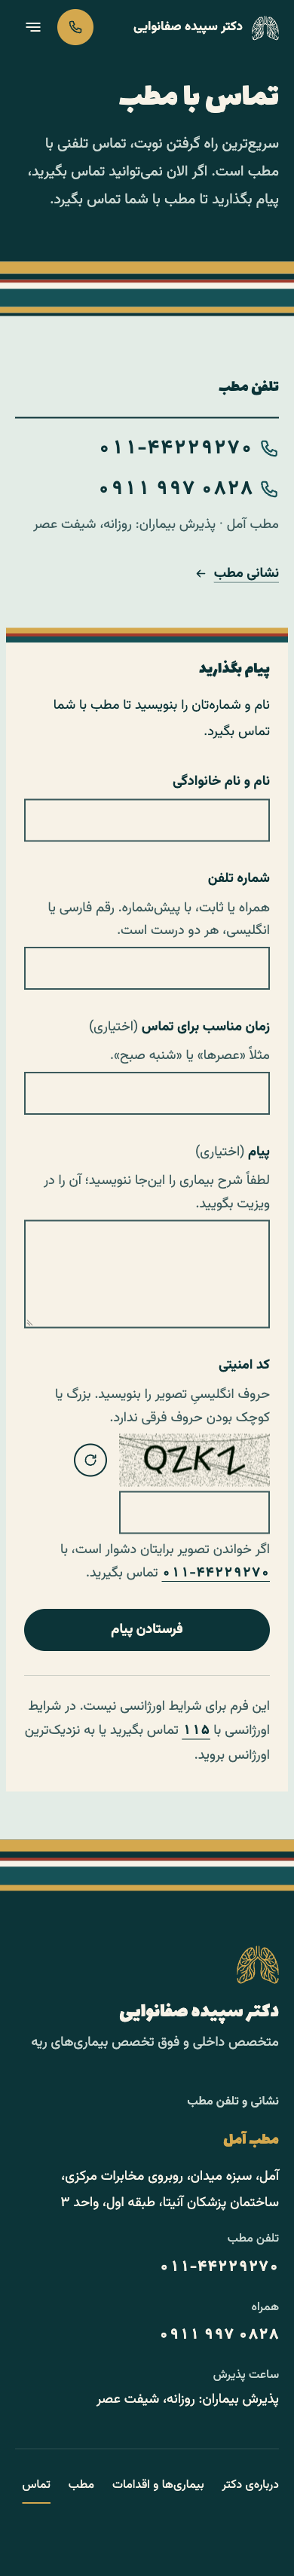 دکتر سپیده صفانوایی
تماس با مطب
سریع‌ترین راه گرفتن نوبت، تماس تلفنی با
مطب است. اگر الان نمی‌توانید تماس بگیرید،
پیام بگذارید تا مطب با شما تماس بگیرد.
تلفن مطب
۰۱۱-۴۴۲۲۹۲۷۰
۰۹۱۱ ۹۹۷ ۰۸۲۸
مطب آمل · پذیرش بیماران: روزانه، شیفت عصر
نشانی مطب ←
پیام بگذارید
نام و شماره‌تان را بنویسید تا مطب با شما
تماس بگیرد.
نام و نام خانوادگی
شماره تلفن
همراه یا ثابت، با پیش‌شماره. رقم فارسی یا
انگلیسی، هر دو درست است.
زمان مناسب برای تماس (اختیاری)
مثلاً «عصرها» یا «شنبه صبح».
پیام (اختیاری)
لطفاً شرح بیماری را این‌جا ننویسید؛ آن را در
ویزیت بگویید.
کد امنیتی
حروف انگلیسیِ تصویر را بنویسید. بزرگ یا
کوچک بودن حروف فرقی ندارد.
QZKZ
اگر خواندن تصویر برایتان دشوار است، با
۰۱۱-۴۴۲۲۹۲۷۰ تماس بگیرید.
فرستادن پیام
این فرم برای شرایط اورژانسی نیست. در شرایط
اورژانسی با ۱۱۵ تماس بگیرید یا به نزدیک‌ترین
اورژانس بروید.
دکتر سپیده صفانوایی
متخصص داخلی و فوق تخصص بیماری‌های ریه
نشانی و تلفن مطب
مطب آمل
آمل، سبزه میدان، روبروی مخابرات مرکزی،
ساختمان پزشکان آنیتا، طبقه اول، واحد ۳
تلفن مطب
۰۱۱-۴۴۲۲۹۲۷۰
همراه
۰۹۱۱ ۹۹۷ ۰۸۲۸
ساعت پذیرش
پذیرش بیماران: روزانه، شیفت عصر
درباره‌ی دکتر بیماری‌ها و اقدامات مطب تماس